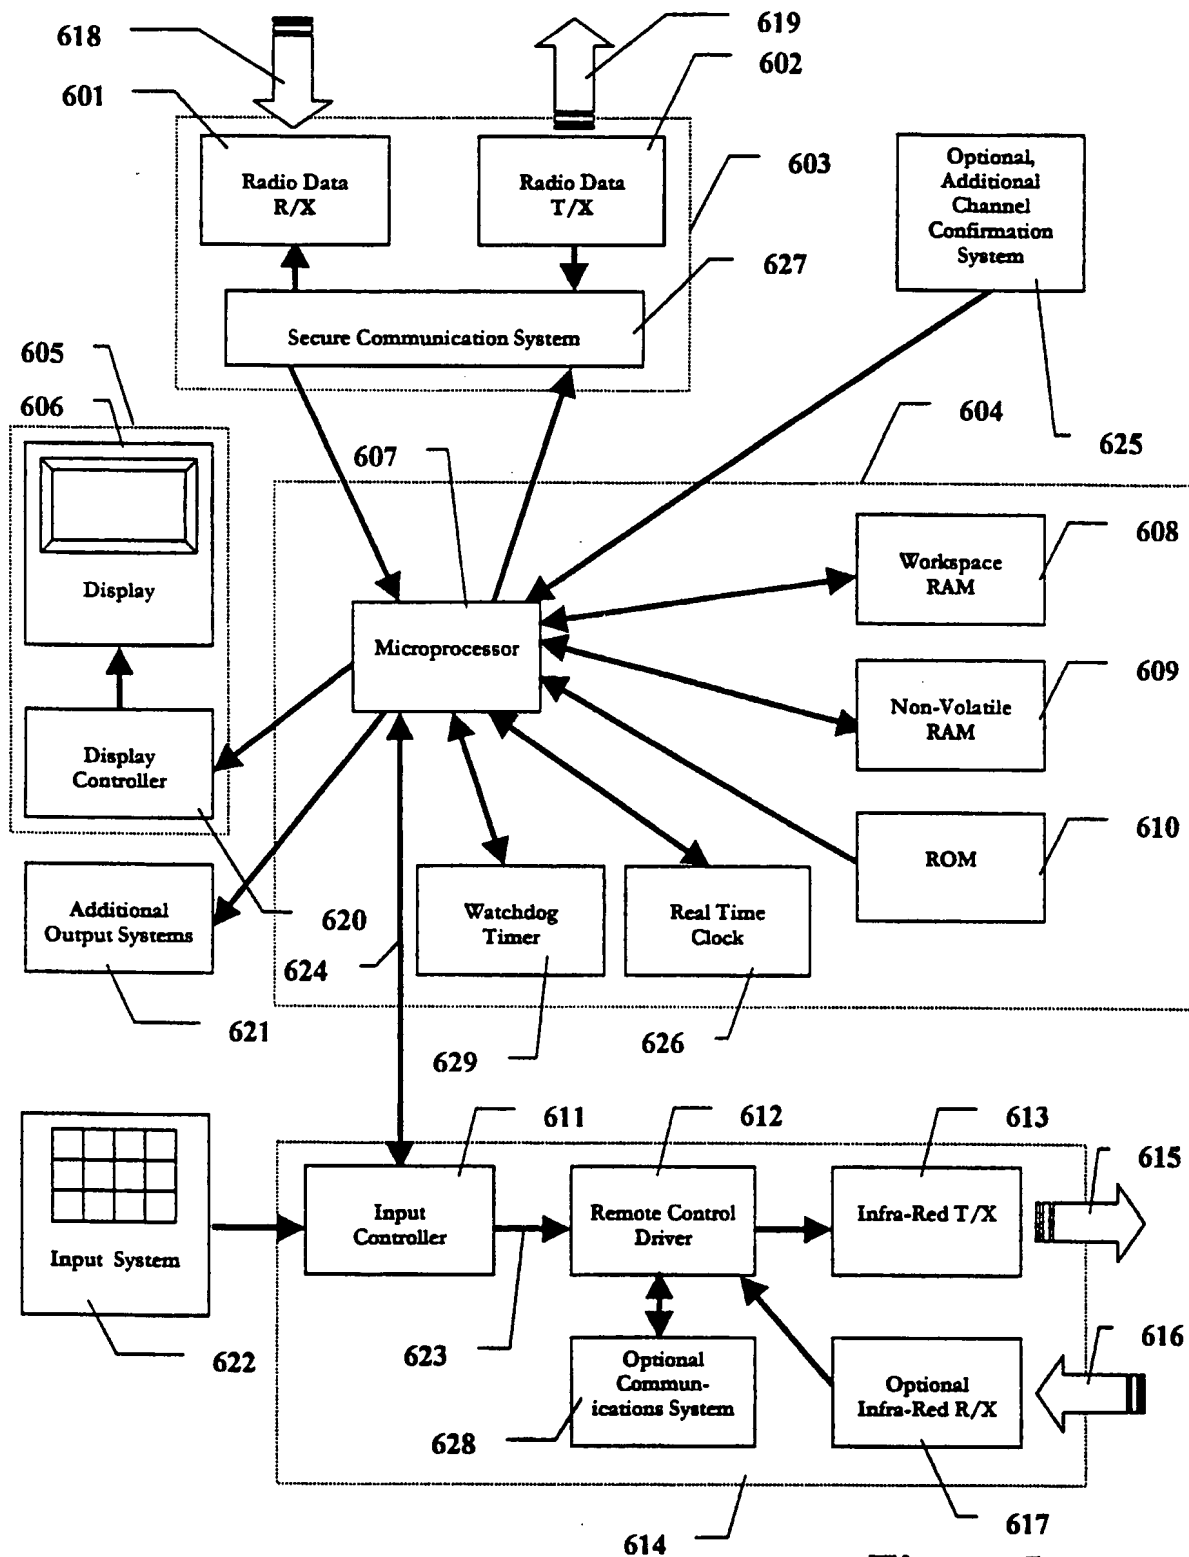 618
619
601
602
Radio Data
R/X
Radio Data
T/X
603
Optional,
Additional
Channel
Confirmation
System
627
Secure Communication System
605
606
604
625
607
Display
608
Workspace
RAM
Microprocessor
609
Non-Volatile
RAM
Display
Controller
610
ROM
Additional
Output Systems
620
Watchdog
Timer
Real Time
Clock
624
621
629
626
611
612
613
615
Input System
Input
Controller
Remote Control
Driver
Infra-Red T/X
622
623
616
Optional
Commun-
ications System
Optional
Infra-Red R/X
628
614
617